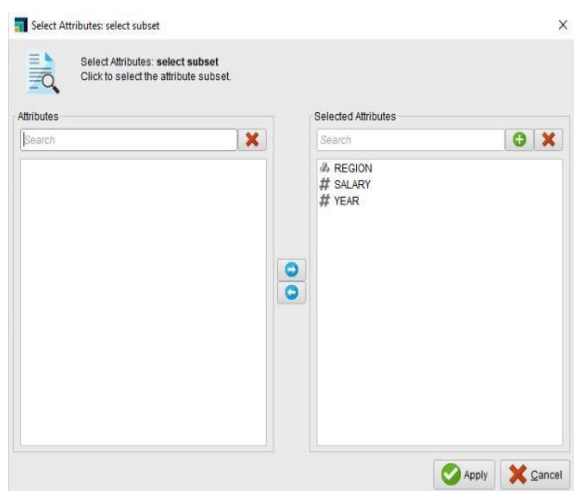 Select Attributes: select subset
Select Attributes: select subset
Click to select the attribute subset.
Attributes
Search
Selected Attributes
Search
REGION
# SALARY
# YEAR
Apply
Cancel